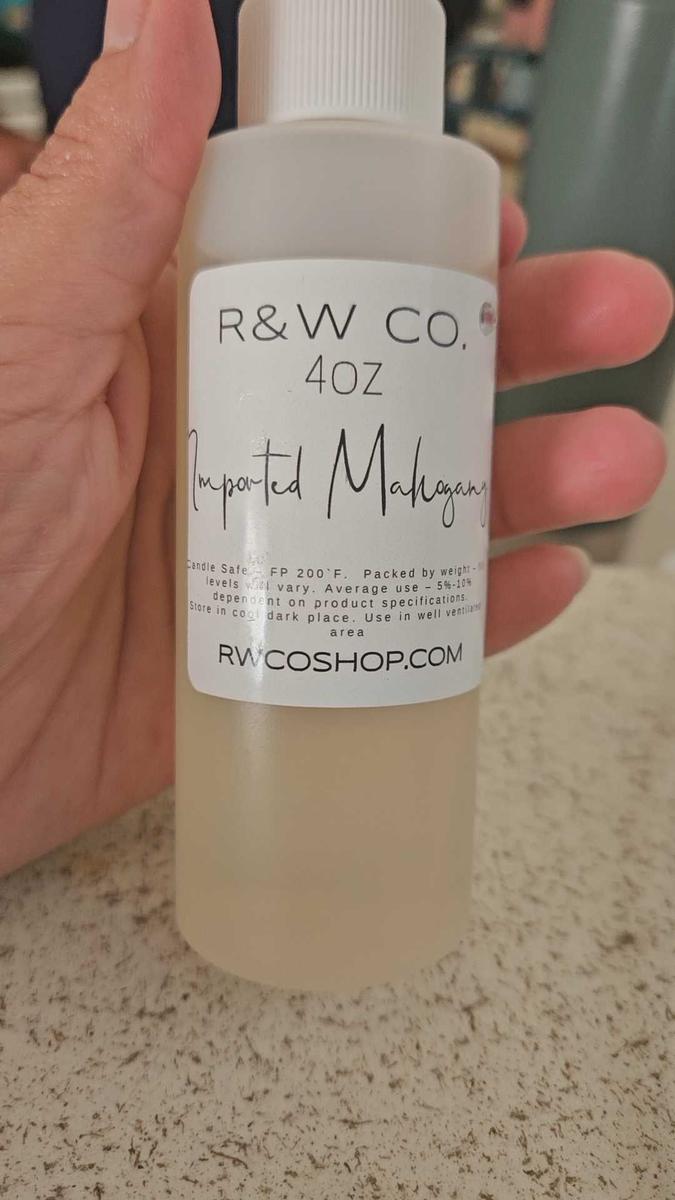 R&W CO.
4OZ
Imported Mahogany
Candle Safe - FP 200°F. Packed by weight -
levels will vary. Average use – 5%-10%
dependent on product specifications.
Store in cool dark place. Use in well ventilated
area
RWCOSHOP.COM